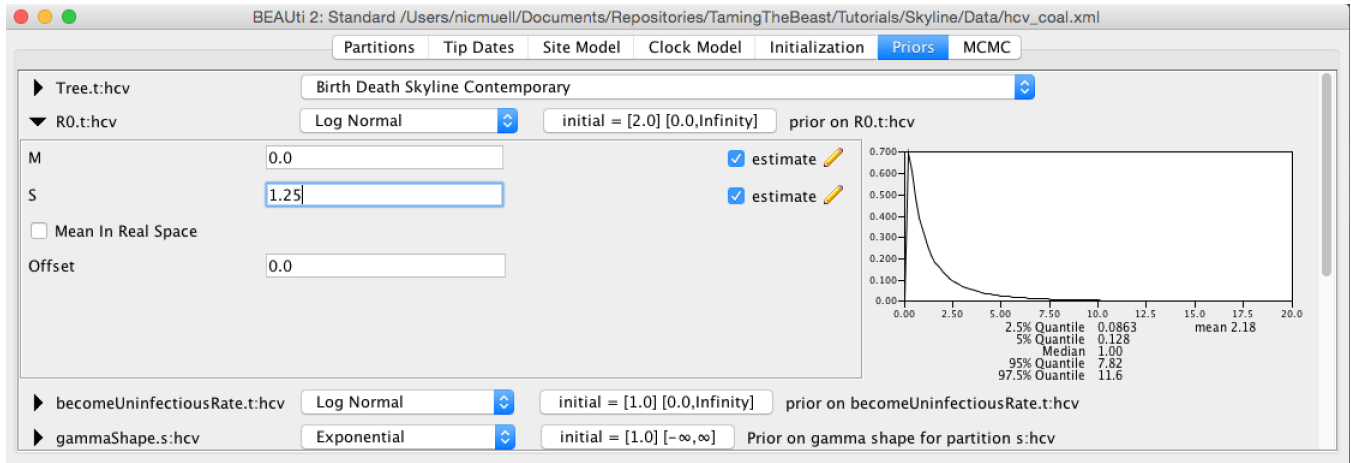 BEAUti 2: Standard /Users/nicmuell/Documents/Repositories/TamingTheBeast/Tutorials/Skyline/Data/hcv_coal.xml
Partitions Tip Dates Site Model Clock Model Initialization Priors MCMC
Tree.t:hcv Birth Death Skyline Contemporary
R0.t:hcv Log Normal initial = [2.0] [0.0,Infinity] prior on R0.t:hcv
M 0.0 estimate
S 1.25 estimate
Mean In Real Space
Offset 0.0
0.700
0.600
0.500
0.400
0.300
0.200
0.100
0.00
0.00 2.50 5.00 7.50 10.0 12.5 15.0 17.5 20.0
2.5% Quantile 0.0863 mean 2.18
5% Quantile 0.128
Median 1.00
95% Quantile 7.82
97.5% Quantile 11.6
becomeUninfectiousRate.t:hcv Log Normal initial = [1.0] [0.0,Infinity] prior on becomeUninfectiousRate.t:hcv
gammaShape.s:hcv Exponential initial = [1.0] [-∞,∞] Prior on gamma shape for partition s:hcv